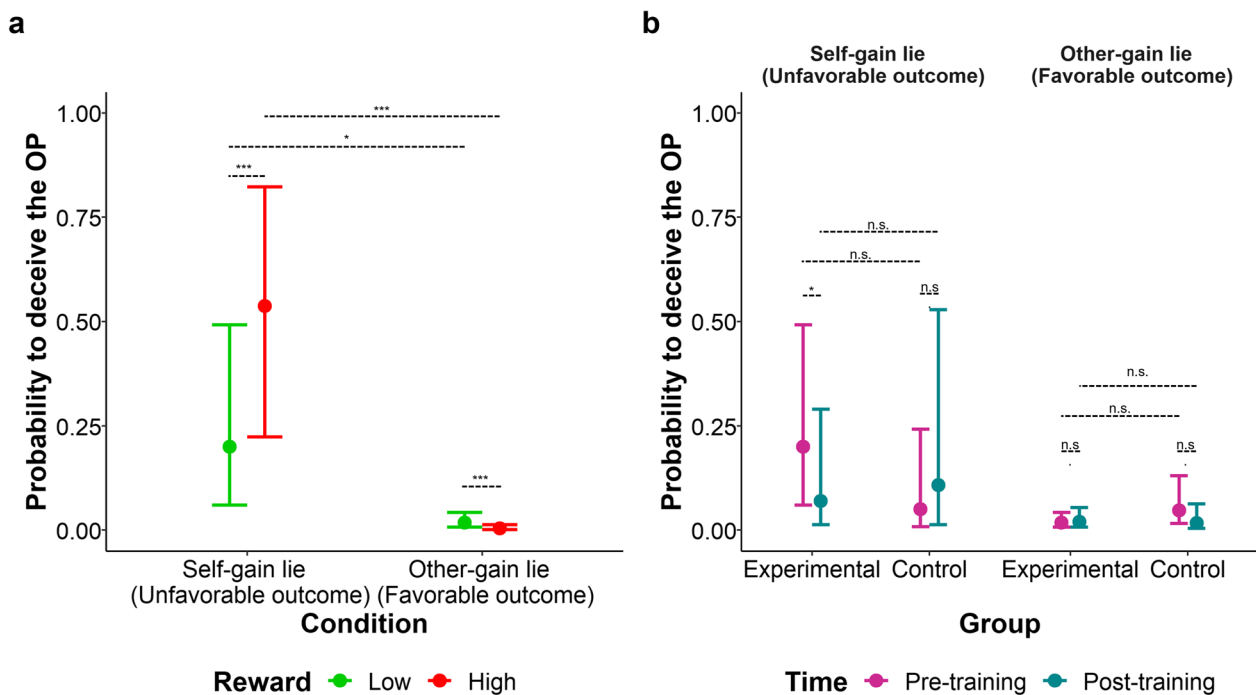 a
Probability to deceive the OP
1.00
0.75
0.50
0.25
0.00
***
*
***
***
Self-gain lie
(Unfavorable outcome)
Other-gain lie
(Favorable outcome)
Condition
Reward Low High
b
Self-gain lie
(Unfavorable outcome)
Other-gain lie
(Favorable outcome)
Probability to deceive the OP
1.00
0.75
0.50
0.25
0.00
n.s.
n.s.
*
n.s
n.s.
n.s.
n.s
n.s
Experimental Control Experimental Control
Group
Time Pre-training Post-training